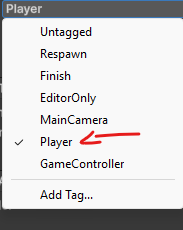 Player
Untagged
Respawn
Finish
EditorOnly
MainCamera
Player
GameController
Add Tag...